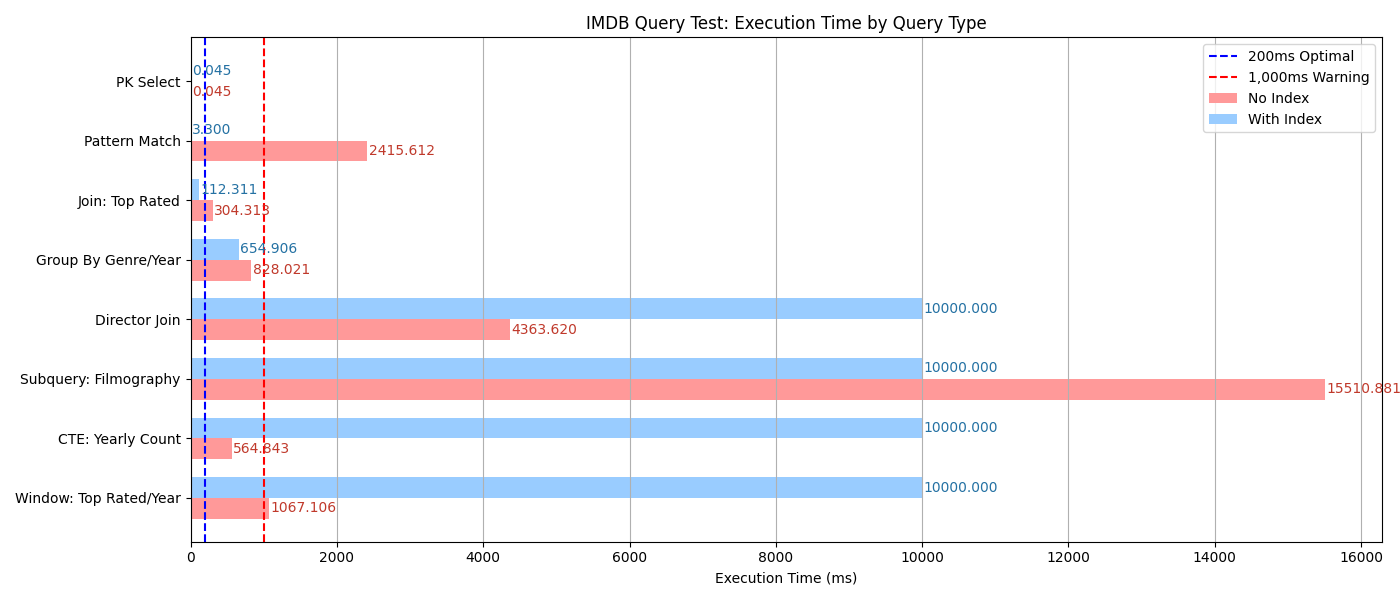 IMDB Query Test: Execution Time by Query Type
200ms Optimal
1,000ms Warning
No Index
With Index
PK Select
0.045
0.045
Pattern Match
3.300
2415.612
Join: Top Rated
112.311
304.313
Group By Genre/Year
654.906
828.021
Director Join
10000.000
4363.620
Subquery: Filmography
10000.000
15510.881
CTE: Yearly Count
10000.000
564.843
Window: Top Rated/Year
10000.000
1067.106
0 2000 4000 6000 8000 10000 12000 14000 16000
Execution Time (ms)